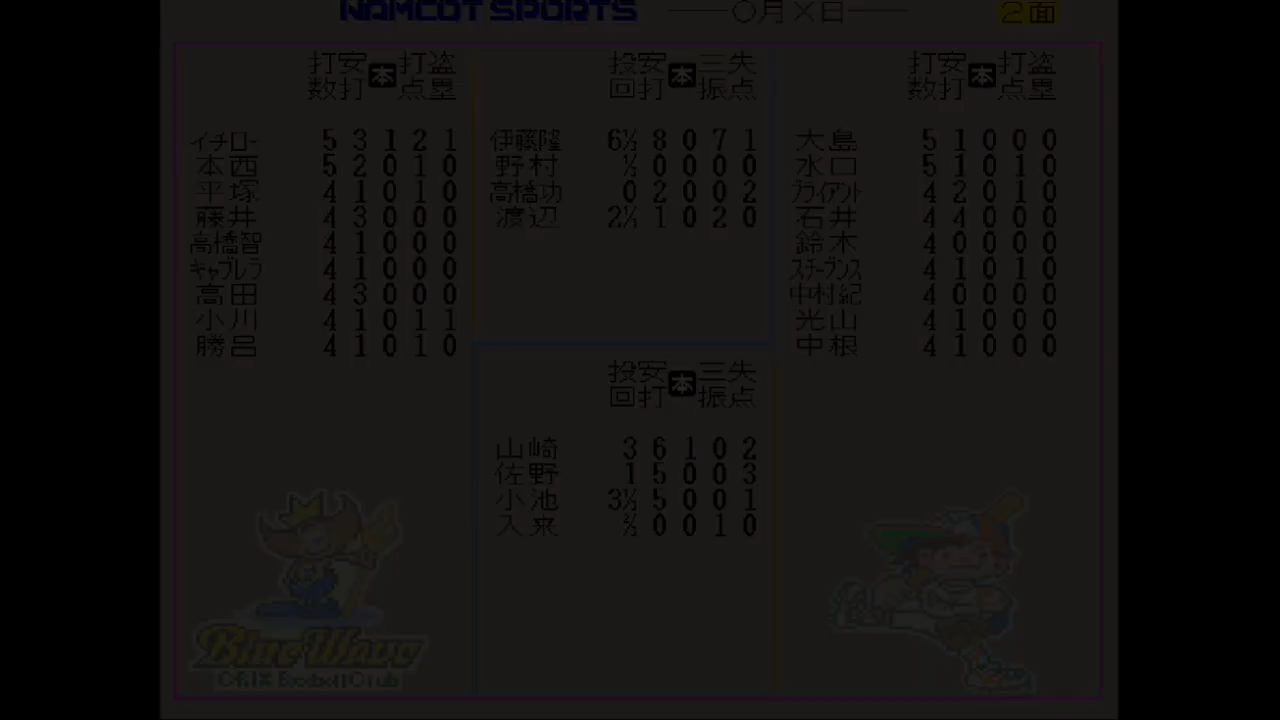 NAMCOT SPORTS ――〇月×日―― 2面
打数 安打 本 打点 盗塁
イチロー 5 3 1 2 1
本西 5 2 0 1 0
平塚 4 1 0 1 0
藤井 4 3 0 0 0
高橋智 4 1 0 0 0
キャブレラ 4 1 0 0 0
高田 4 3 0 0 0
小川 4 1 0 1 1
勝呂 4 1 0 1 0
Blue Wave
ORIX Baseball Club
投回 安打 本 三振 失点
伊藤隆 6⅓ 8 0 7 1
野村 ⅓ 0 0 0 0
高橋功 0 2 0 0 2
渡辺 2⅓ 1 0 2 0
投回 安打 本 三振 失点
山崎 3 6 1 0 2
佐野 1 5 0 0 3
小池 3⅓ 5 0 0 1
入来 ⅔ 0 0 1 0
打数 安打 本 打点 盗塁
大島 5 1 0 0 0
水口 5 1 0 1 0
ブライアント 4 2 0 1 0
石井 4 4 0 0 0
鈴木 4 0 0 0 0
スチーブンス 4 1 0 1 0
中村紀 4 0 0 0 0
光山 4 1 0 0 0
中根 4 1 0 0 0